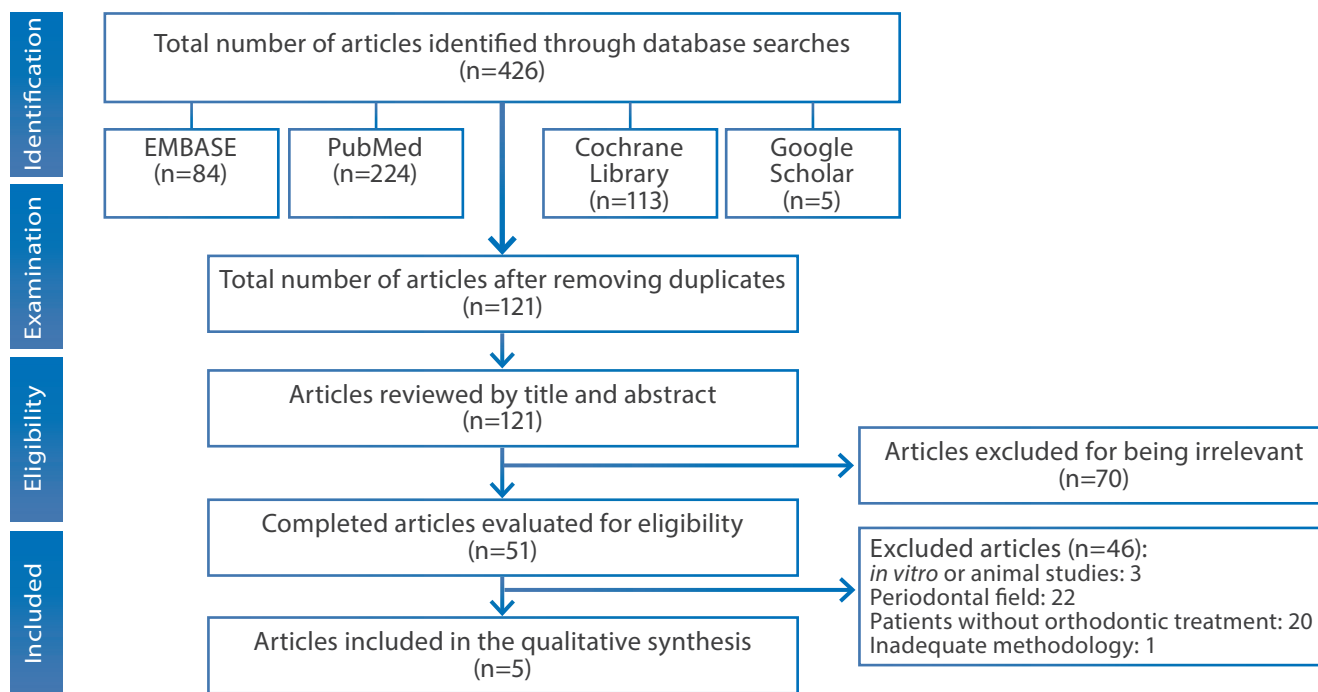 Identification
Total number of articles identified through database searches
(n=426)
EMBASE
(n=84)
PubMed
(n=224)
Cochrane
Library
(n=113)
Google
Scholar
(n=5)
Examination
Total number of articles after removing duplicates
(n=121)
Eligibility
Articles reviewed by title and abstract
(n=121)
Articles excluded for being irrelevant
(n=70)
Completed articles evaluated for eligibility
(n=51)
Included
Excluded articles (n=46):
in vitro or animal studies: 3
Periodontal field: 22
Patients without orthodontic treatment: 20
Inadequate methodology: 1
Articles included in the qualitative synthesis
(n=5)